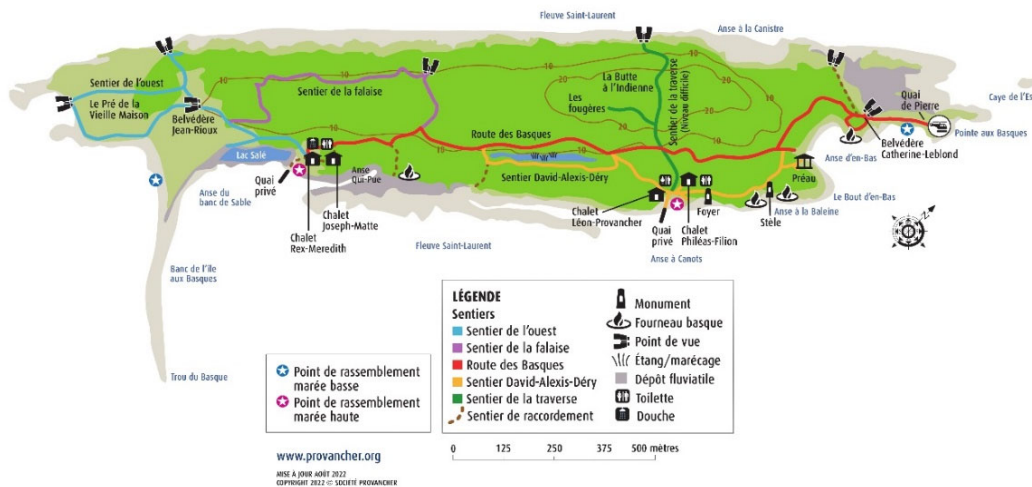 Fleuve Saint-Laurent
Anse à la Canistre
Sentier de l'ouest
10
10
10
10
20
20
20
La Butte
à l'Indienne
Sentier de la traverse
(Niveau difficile)
Le Pré de la
Vieille Maison
Sentier de la falaise
Les
fougères
Quai
de Pierre
Belvédère
Jean-Rioux
Caye de l'Est
Pointe aux Basques
Route des Basques
Belvédère
Catherine-Leblond
Anse d'en-Bas
Lac Salé
10
10
Anse
Qui-Pue
Sentier David-Alexis-Déry
Préau
Quai
privé
Anse du
banc de Sable
Le Bout d'en-Bas
Chalet
Joseph-Matte
Chalet
Rex-Meredith
Chalet
Léon-Provancher
Quai
privé
Chalet
Philéas-Filion
Foyer
Stèle
Anse à la Baleine
Fleuve Saint-Laurent
Anse à Canots
N
Banc de l'île
aux Basques
Trou du Basque
LÉGENDE
Sentiers
Sentier de l'ouest
Sentier de la falaise
Route des Basques
Sentier David-Alexis-Déry
Sentier de la traverse
Sentier de raccordement
Monument
Fourneau basque
Point de vue
Étang/marécage
Dépôt fluviatile
Toilette
Douche
Point de rassemblement
marée basse
Point de rassemblement
marée haute
0 125 250 375 500 mètres
www.provancher.org
MISE À JOUR AOÛT 2022
COPYRIGHT 2022 © SOCIÉTÉ PROVANCHER